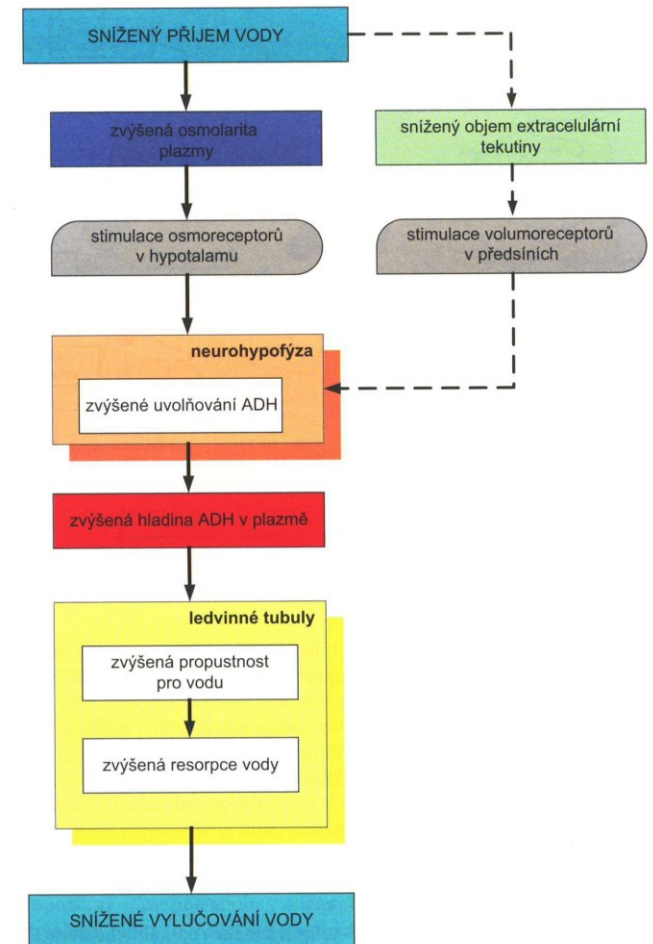 SNÍŽENÝ PŘÍJEM VODY
zvýšená osmolarita
plazmy
snížený objem extracelulární
tekutiny
stimulace osmoreceptorů
v hypotalamu
stimulace volumoreceptorů
v předsíních
neurohypofýza
zvýšené uvolňování ADH
zvýšená hladina ADH v plazmě
ledvinné tubuly
zvýšená propustnost
pro vodu
zvýšená resorpce vody
SNÍŽENÉ VYLUČOVÁNÍ VODY